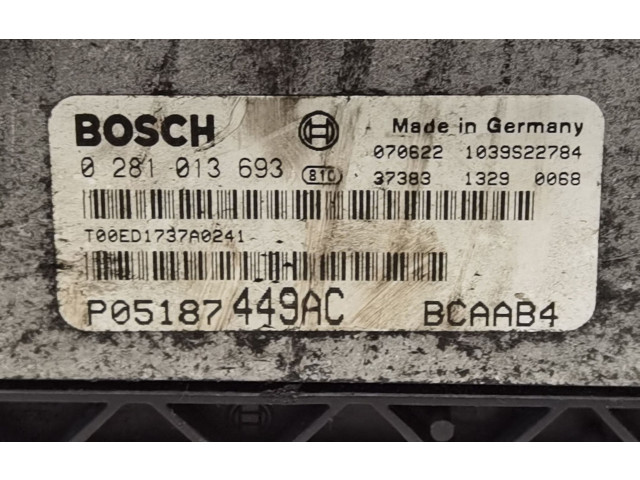 BOSCH
Made in Germany
0 281 013 693 810
070622 1039S22784
37383 1329 0068
T00ED1737A0241
P05187449AC BCAAB4